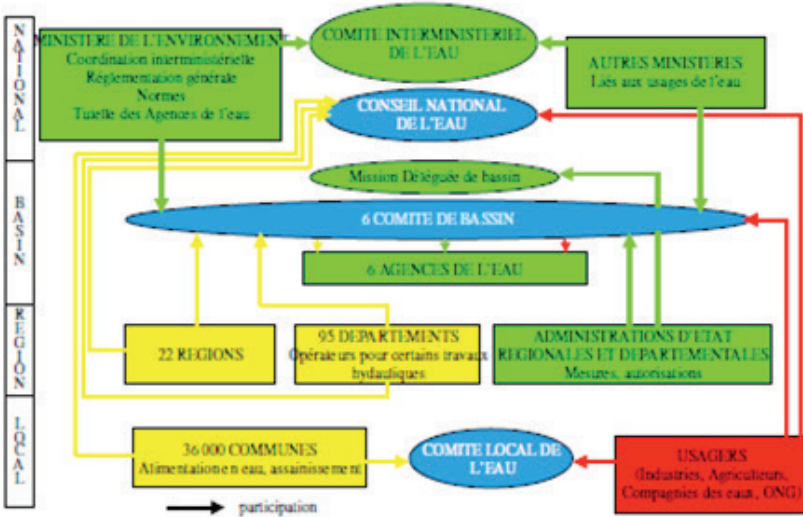 NATIONAL
MINISTERE DE L'ENVIRONNEMENT
Coordination interministérielle
Réglementation générale
Normes
Tutelle des Agences de l'eau
COMITE INTERMINISTERIEL
DE L'EAU
AUTRES MINISTERES
Liés aux usages de l'eau
CONSEIL NATIONAL
DE L'EAU
BASIN
Mission Déléguée de bassin
6 COMITE DE BASSIN
6 AGENCES DE L'EAU
REGION
22 REGIONS
95 DEPARTEMENTS
Opérateurs pour certains travaux
hydauliques
ADMINISTRATIONS D'ETAT
REGIONALES ET DEPARTEMENTALES
Mesures, autorisations
LOCAL
36 000 COMMUNES
Alimentation en eau, assainissement
COMITE LOCAL DE
L'EAU
USAGERS
(Industries, Agriculteurs,
Compagnies des eaux, ONG)
participation